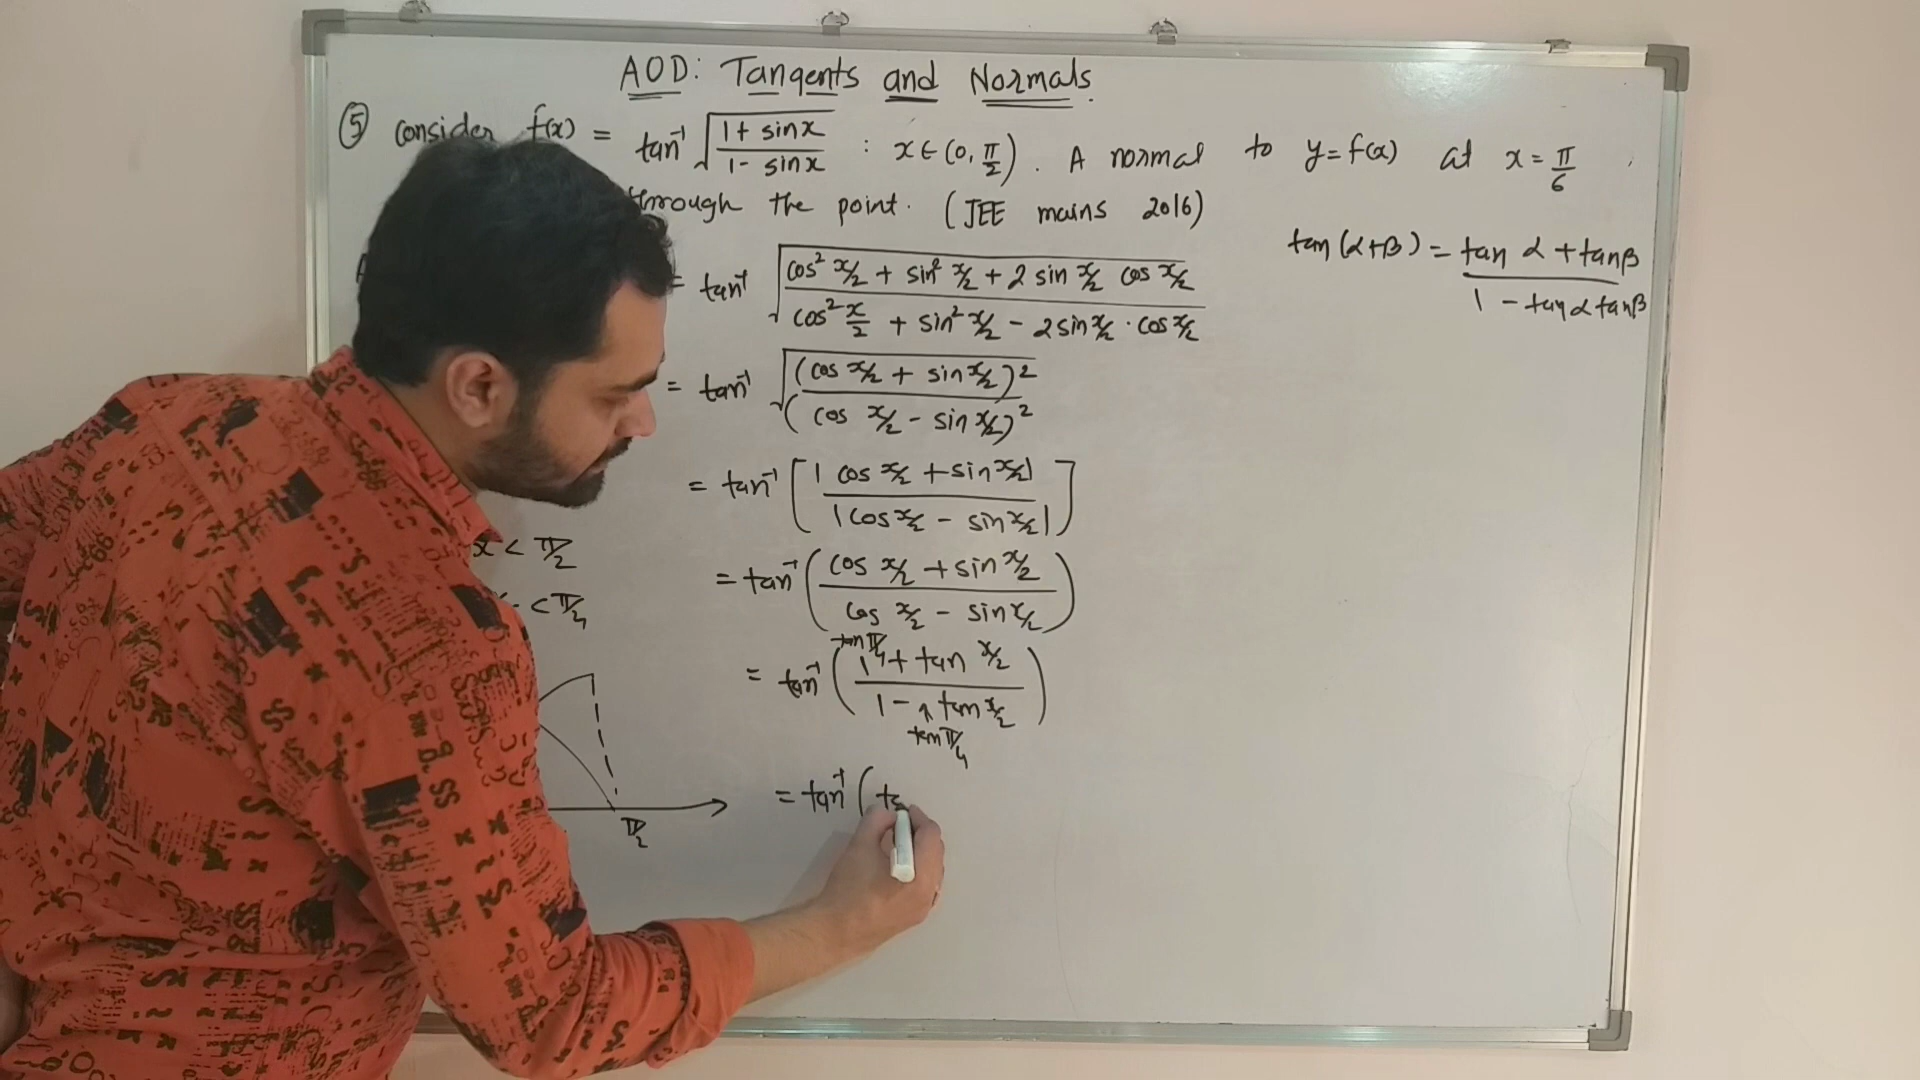 AOD: Tangents and Normals.
⑤ consider f(x) = tan⁻¹ √((1 + sinx)/(1 - sinx)) : x ∈ (0, π/2). A normal to y = f(x) at x = π/6
through the point. (JEE mains 2016)
tan(α+β) = (tan α + tanβ)/(1 - tanα tanβ)
= tan⁻¹ √((cos² x/2 + sin² x/2 + 2 sin x/2 cos x/2)/(cos² x/2 + sin² x/2 - 2 sin x/2 · cos x/2))
= tan⁻¹ √((cos x/2 + sin x/2)²/(cos x/2 - sin x/2)²)
= tan⁻¹ [|cos x/2 + sin x/2|/|cos x/2 - sin x/2|]
x < π/2
< π/4
= tan⁻¹ ((cos x/2 + sin x/2)/(cos x/2 - sin x/2))
tan π/4
= tan⁻¹ ((1 + tan x/2)/(1 - tan x/2))
tan π/4
= tan⁻¹ (ta
π/2